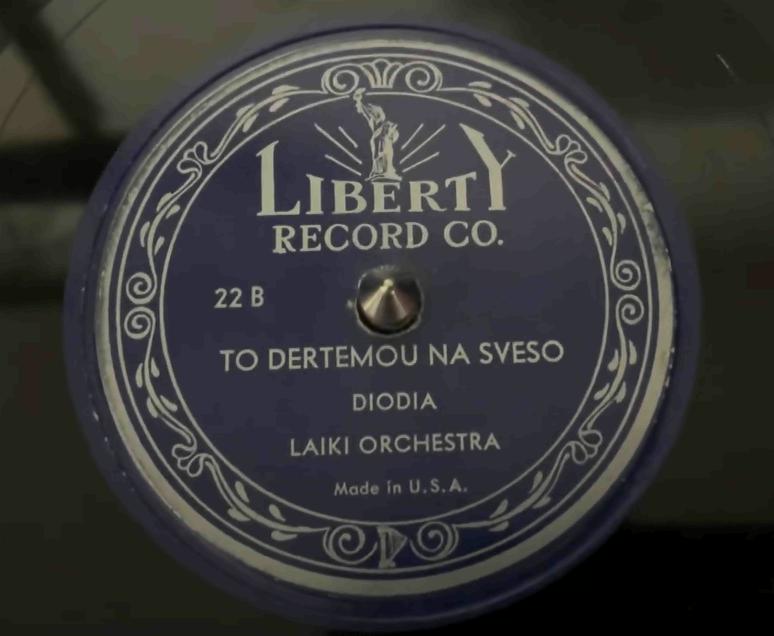 LIBERTY
RECORD CO.
22 B
TO DERTEMOU NA SVESO
DIODIA
LAIKI ORCHESTRA
Made in U.S.A.